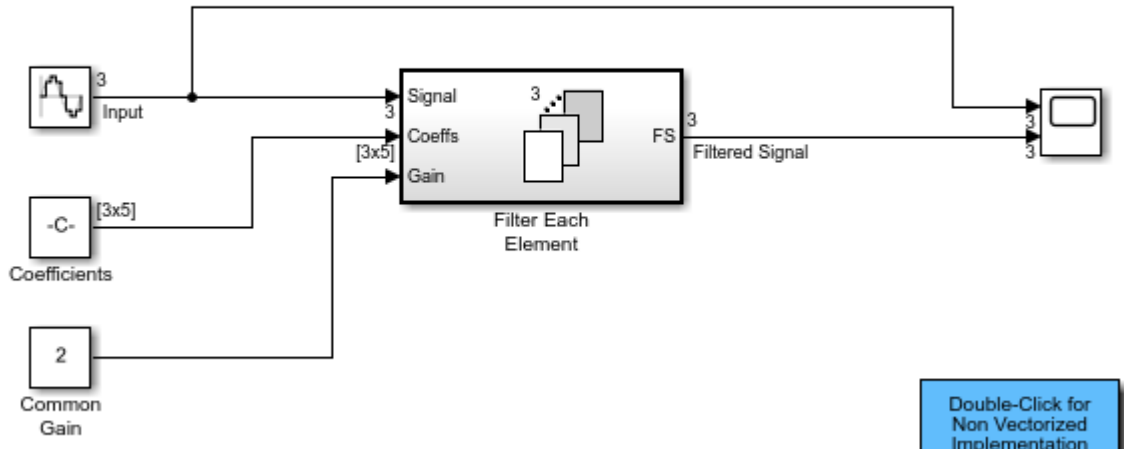 3
Input
Signal
3
Coeffs
[3x5]
Gain
3
FS
3
Filtered Signal
3
3
Filter Each
Element
-C-
[3x5]
Coefficients
2
Common
Gain
Double-Click for
Non Vectorized
Implementation